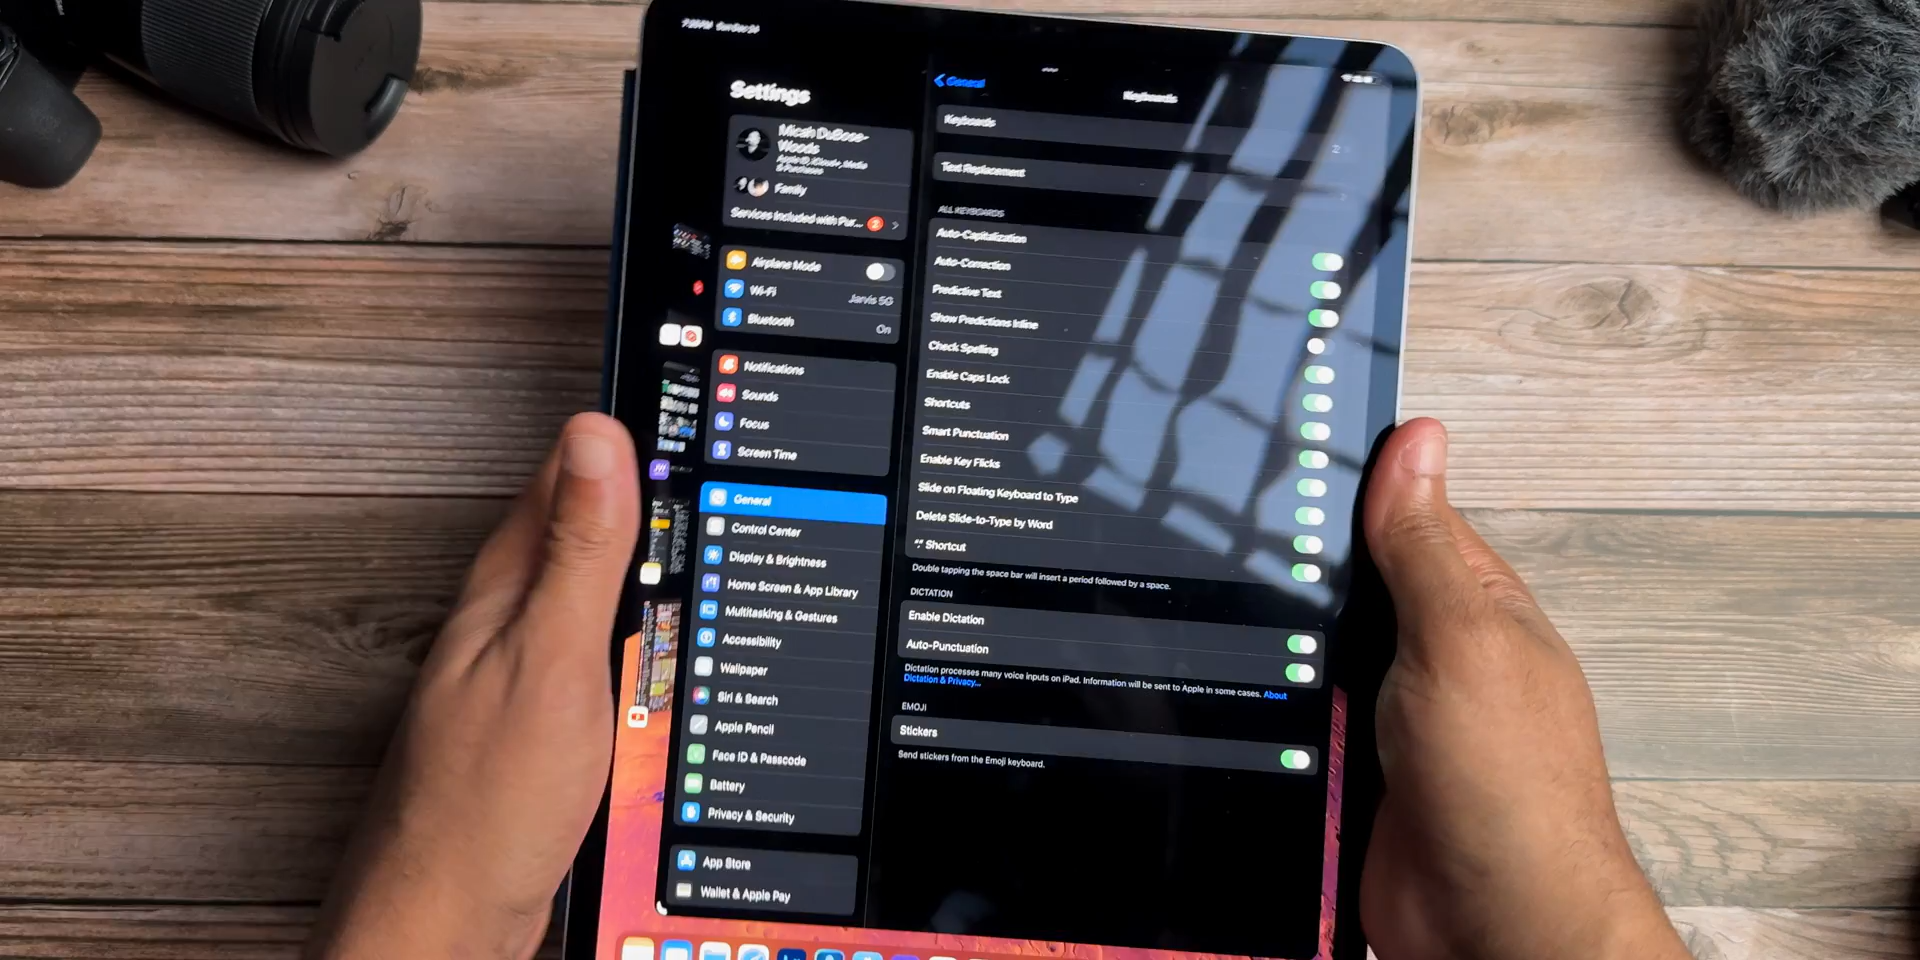 Settings
Micah DuBose-
Woods
Apple ID, iCloud+, Media
& Purchases
Family
Services Included with Pur... 2
Airplane Mode
Wi-Fi Jarvis 5G
Bluetooth On
Notifications
Sounds
Focus
Screen Time
General
Control Center
Display & Brightness
Home Screen & App Library
Multitasking & Gestures
Accessibility
Wallpaper
Siri & Search
Apple Pencil
Face ID & Passcode
Battery
Privacy & Security
App Store
Wallet & Apple Pay
General
Keyboards
Keyboards 2
Text Replacement
ALL KEYBOARDS
Auto-Capitalization
Auto-Correction
Predictive Text
Show Predictions Inline
Check Spelling
Enable Caps Lock
Shortcuts
Smart Punctuation
Enable Key Flicks
Slide on Floating Keyboard to Type
Delete Slide-to-Type by Word
"." Shortcut
Double tapping the space bar will insert a period followed by a space.
DICTATION
Enable Dictation
Auto-Punctuation
Dictation processes many voice inputs on iPad. Information will be sent to Apple in some cases. About
Dictation & Privacy...
EMOJI
Stickers
Send stickers from the Emoji keyboard.